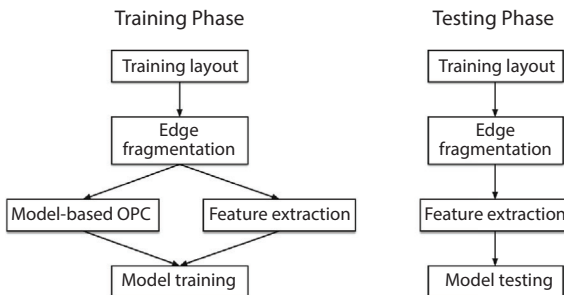 Training Phase
Training layout
Edge
fragmentation
Model-based OPC
Feature extraction
Model training
Testing Phase
Training layout
Edge
fragmentation
Feature extraction
Model testing